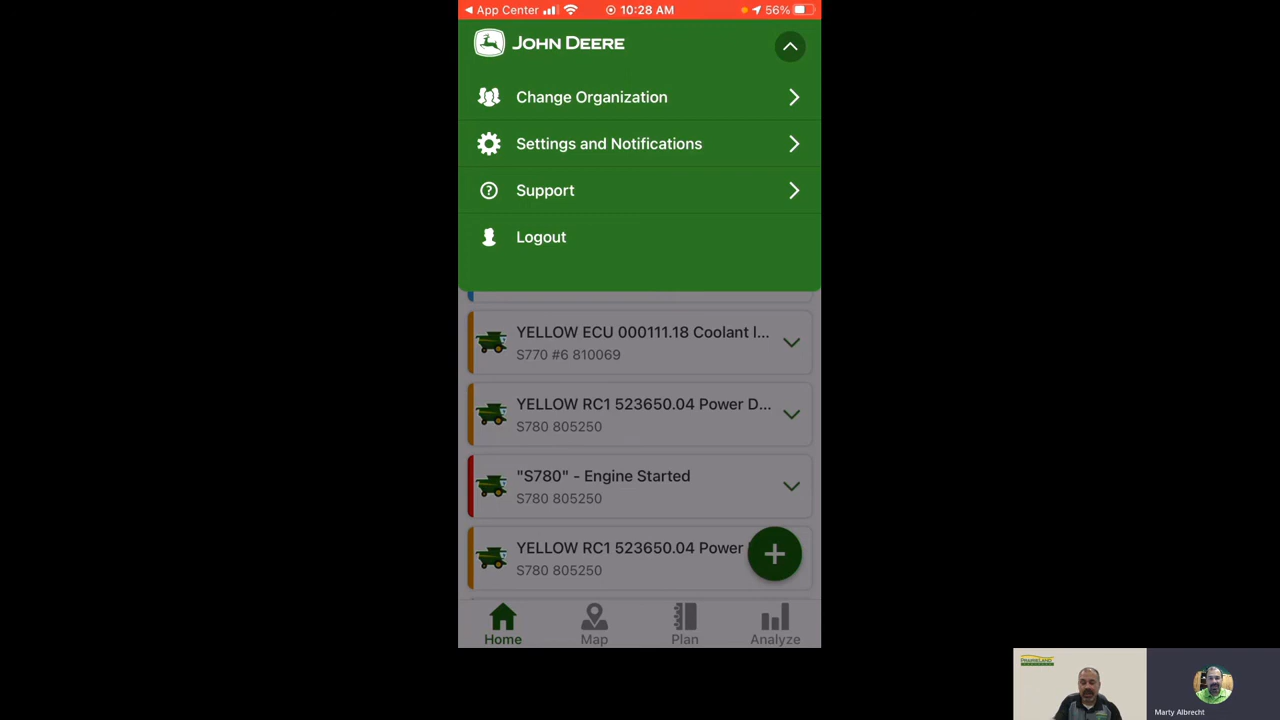 App Center 10:28 AM 56%
JOHN DEERE
Change Organization
Settings and Notifications
Support
Logout
YELLOW ECU 000111.18 Coolant l...
S770 #6 810069
YELLOW RC1 523650.04 Power D...
S780 805250
"S780" - Engine Started
S780 805250
YELLOW RC1 523650.04 Power
S780 805250
Home Map Plan Analyze
PRAIRIELAND
Marty Albrecht